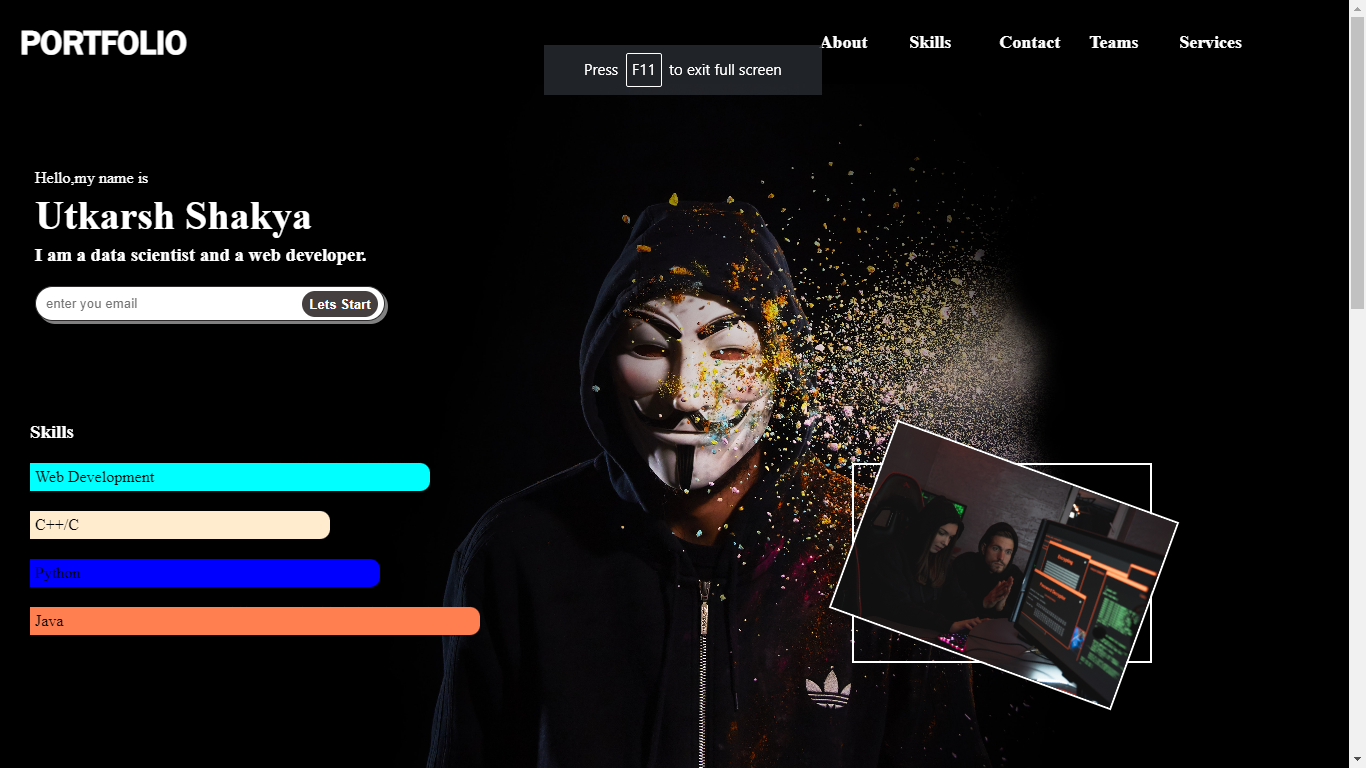 PORTFOLIO
About Skills Contact Teams Services
Press F11 to exit full screen
Hello,my name is
Utkarsh Shakya
I am a data scientist and a web developer.
enter you email Lets Start
Skills
Web Development
C++/C
Python
Java